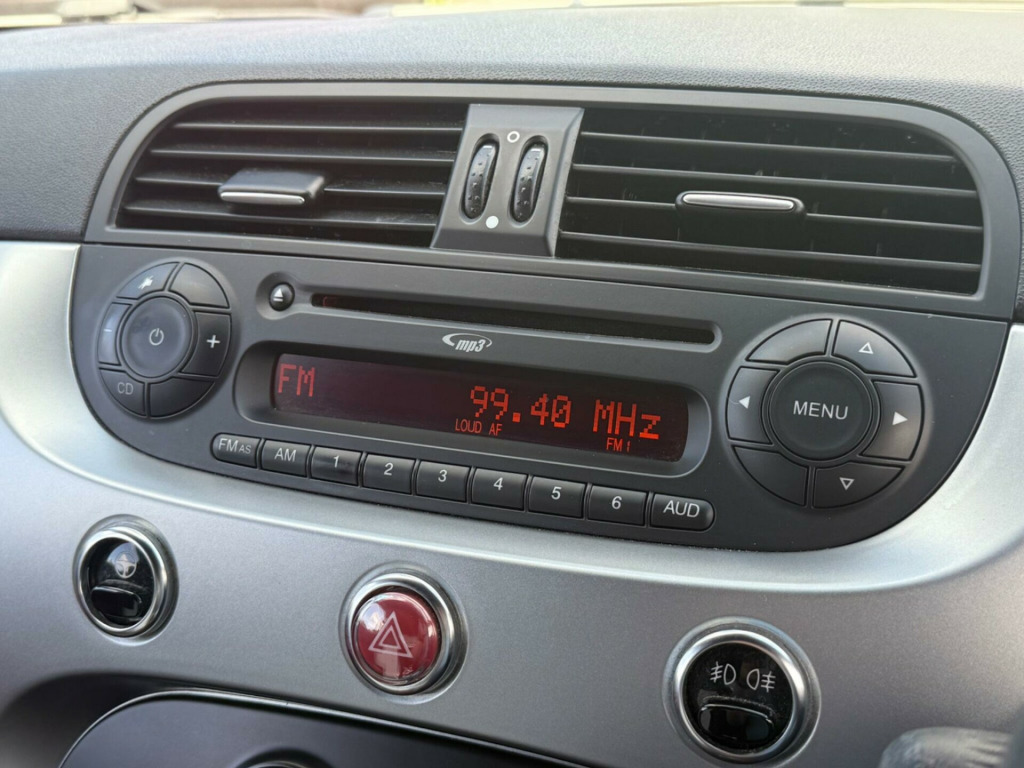 mp3
FM
99.40 MHz
LOUD AF
FM1
CD
+
MENU
FM AS
AM
1
2
3
4
5
6
AUD